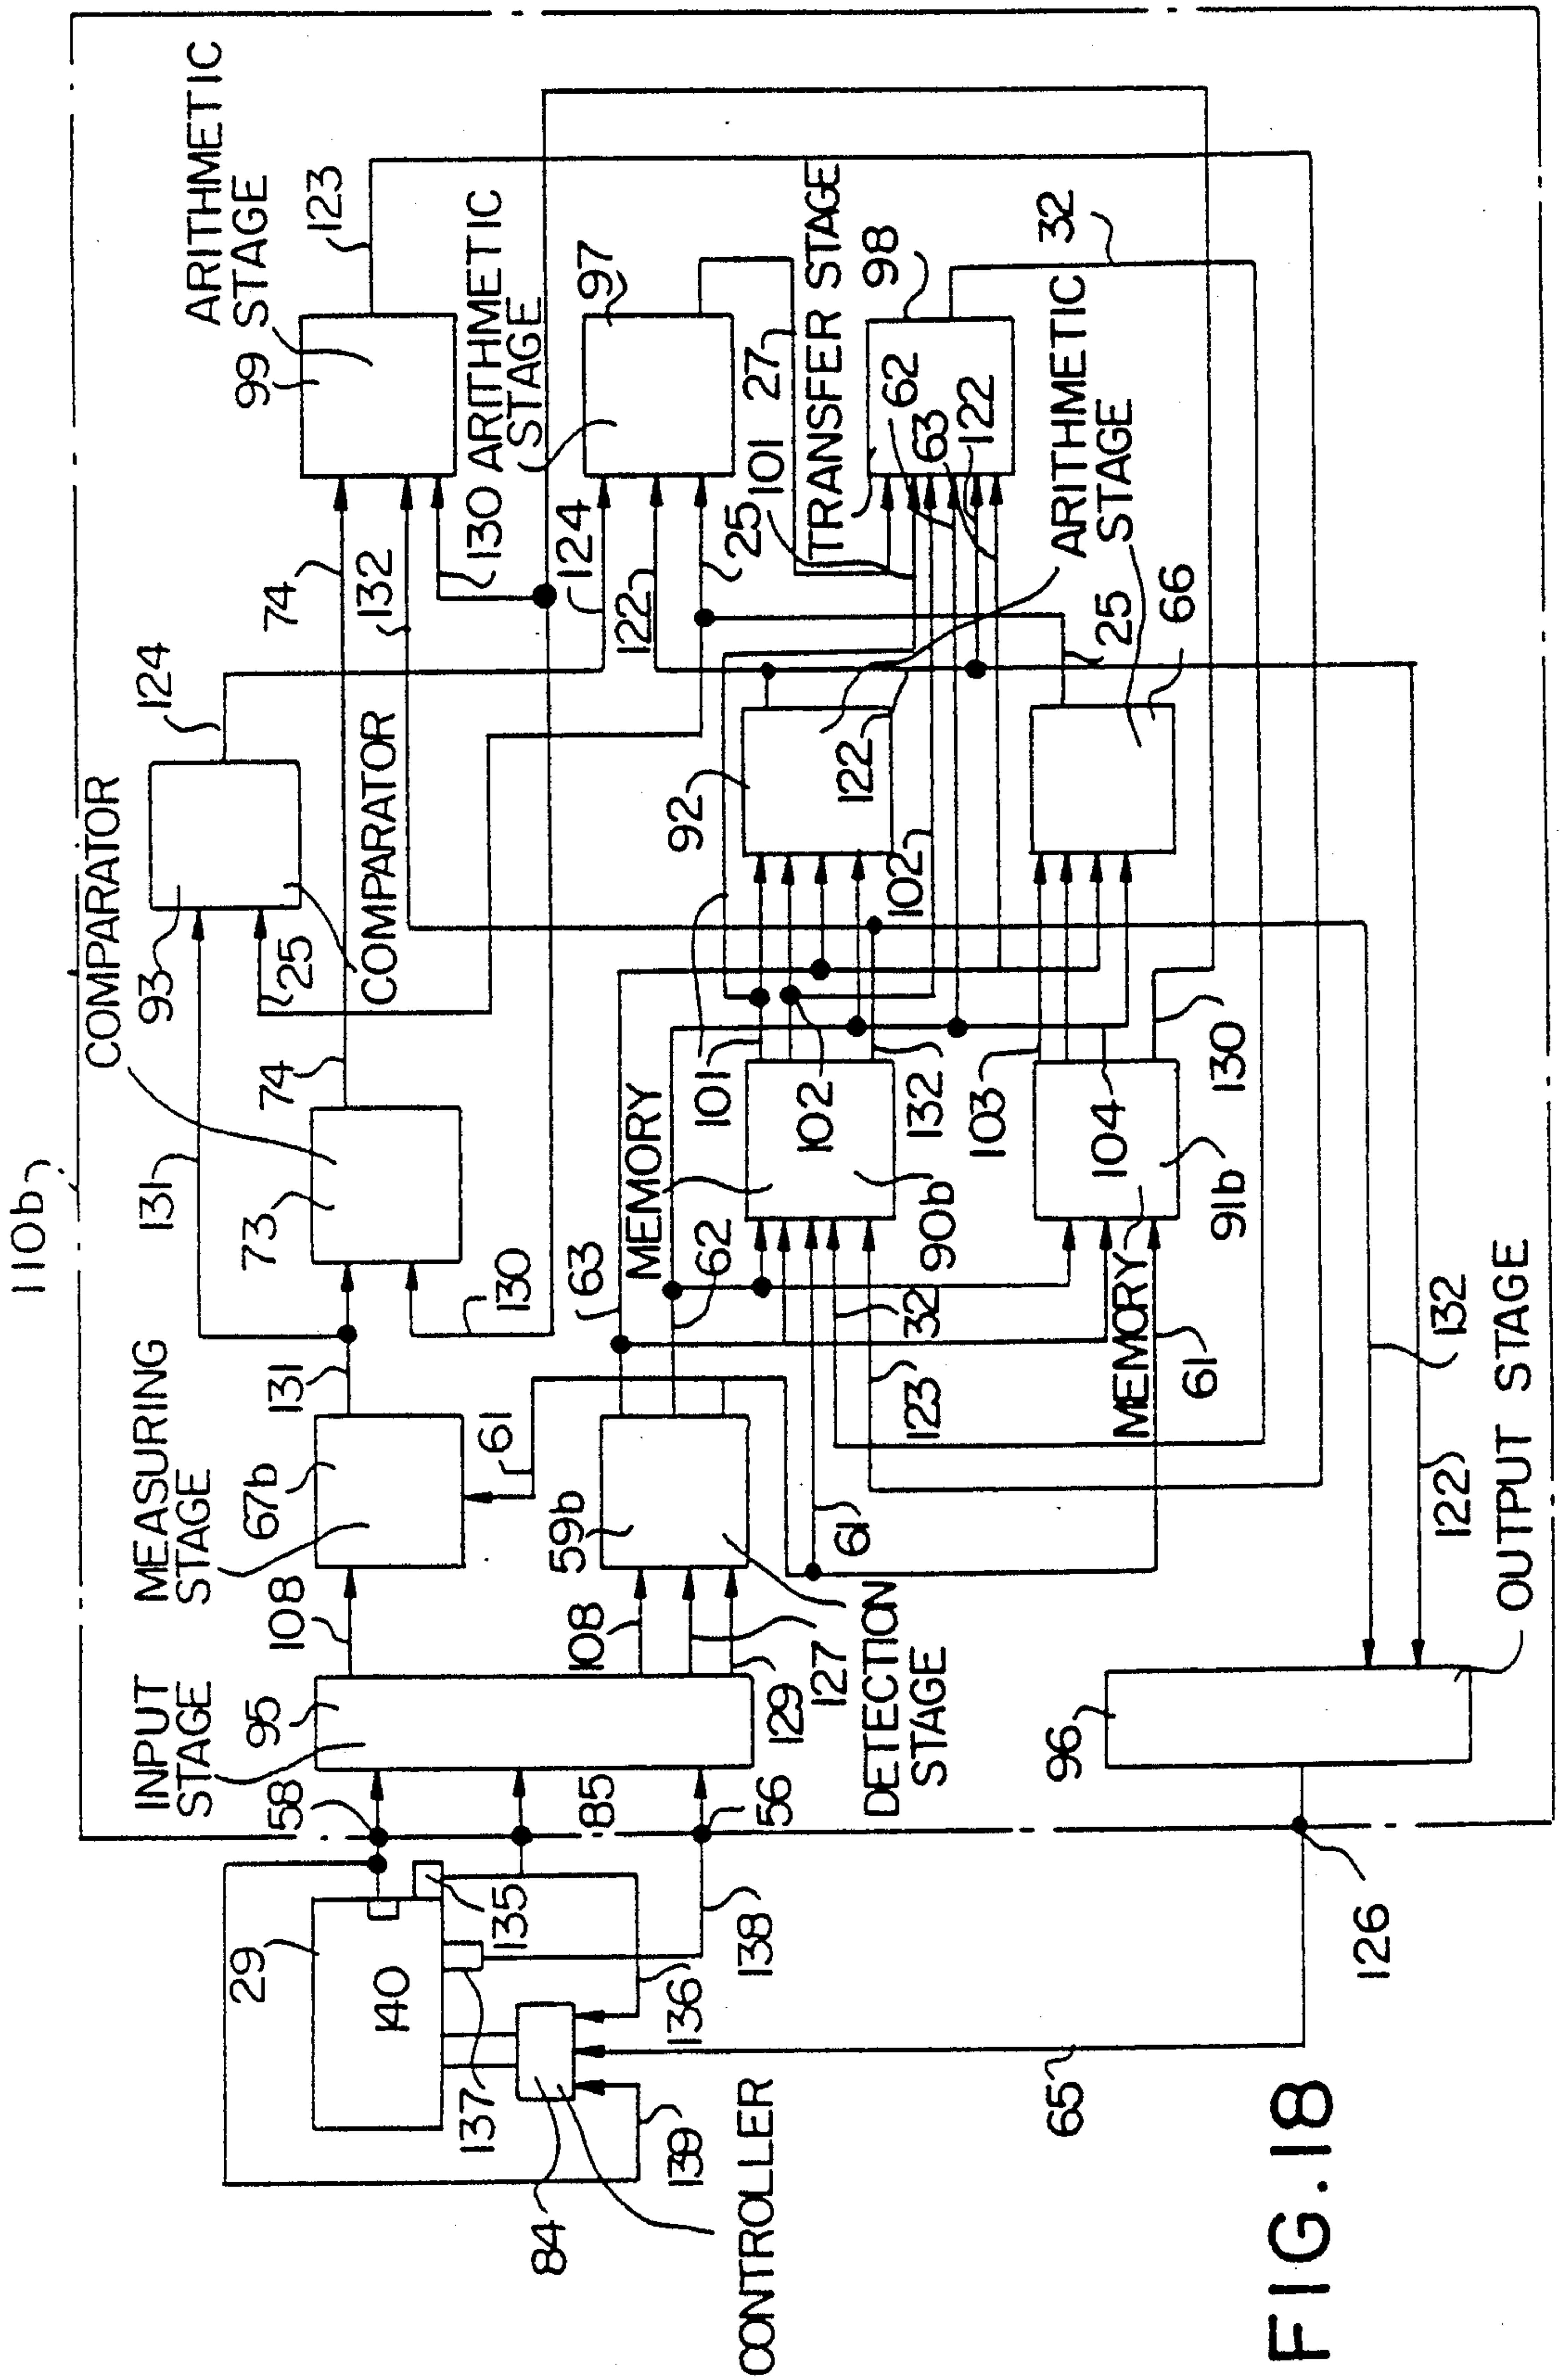 110b
COMPARATOR
ARITHMETIC
STAGE
INPUT
STAGE
MEASURING
STAGE
93
124
99
123
131
73
74
74
58
95
108
67b
131
25
COMPARATOR
132
130
ARITHMETIC
STAGE
29
140
61
130
124
97
135
85
108
59b
63
62
MEMORY
101
92
122
25
101
27
TRANSFER STAGE
98
137
136
138
56
129
127
DETECTION
STAGE
61
123
32
90b
102
132
102
122
62
63
122
32
84
139
CONTROLLER
103
104
ARITHMETIC
STAGE
25
66
65
126
96
MEMORY
61
91b
130
132
122
OUTPUT STAGE
FIG.18